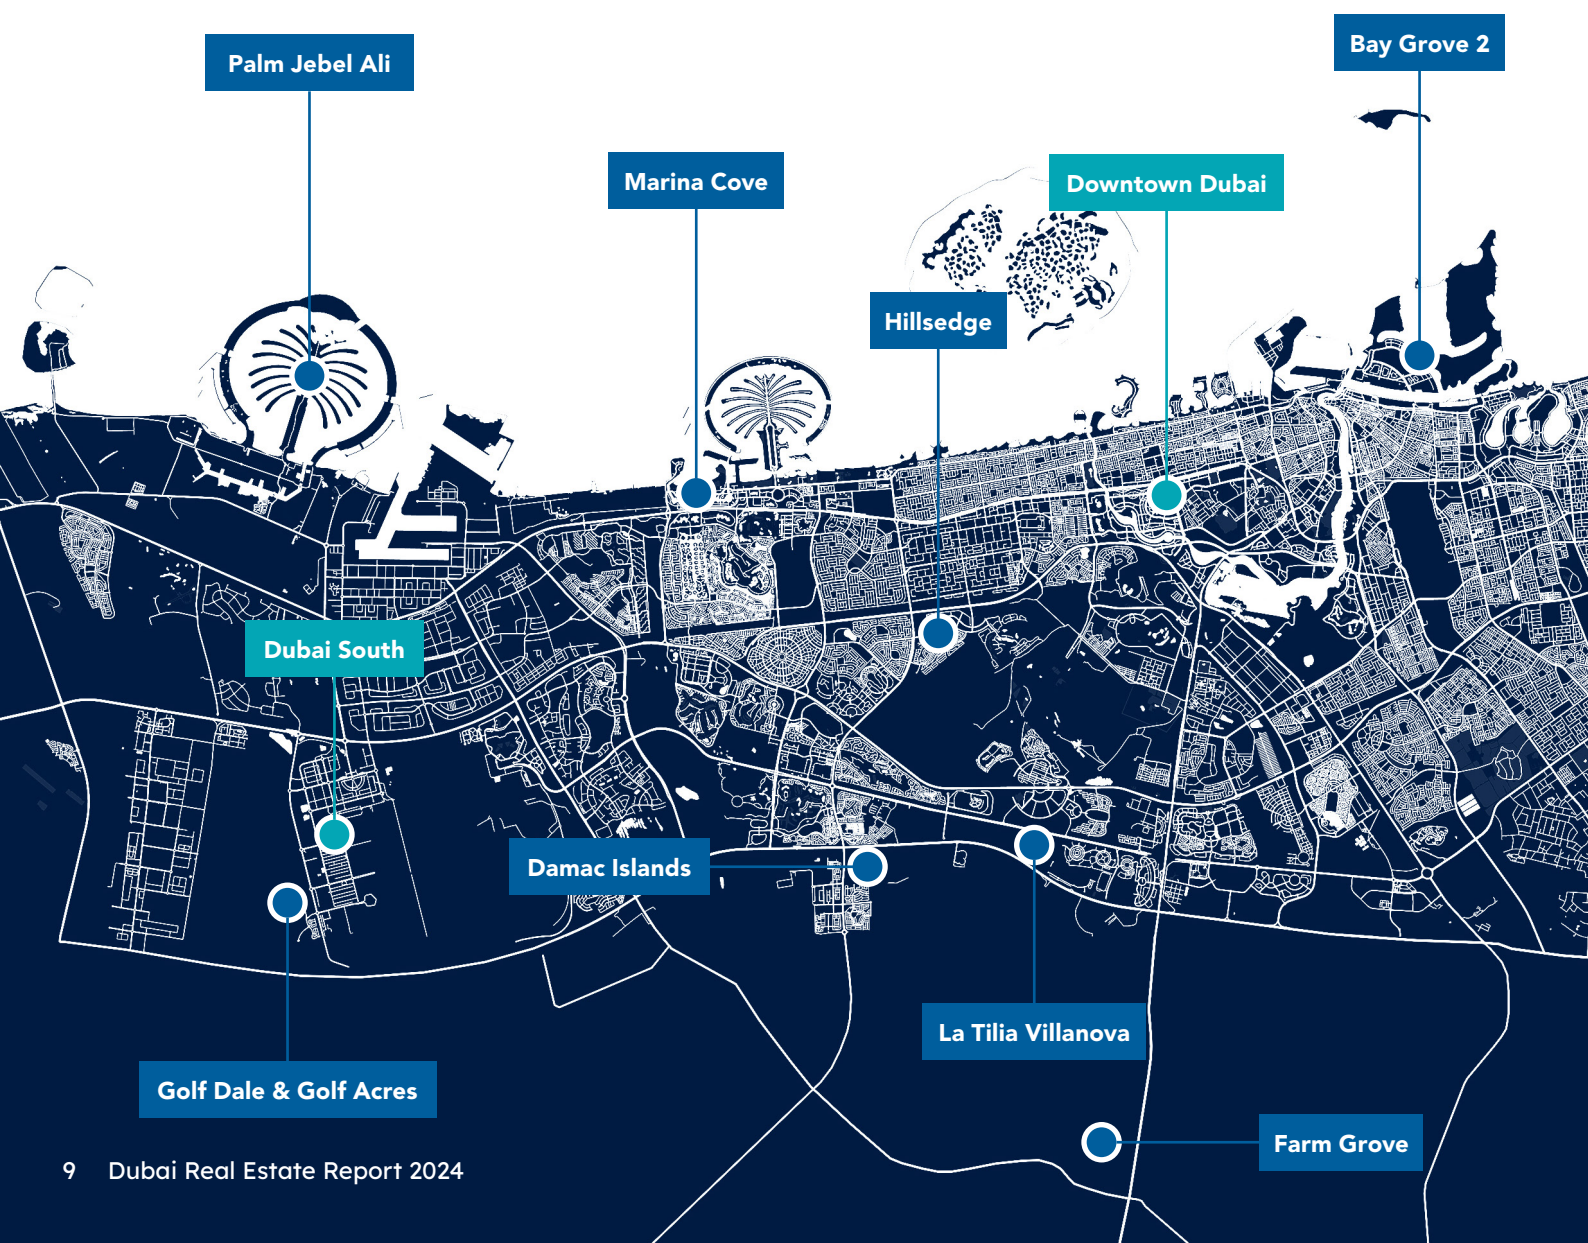 Bay Grove 2
Palm Jebel Ali
Marina Cove
Downtown Dubai
Hillsedge
Dubai South
Damac Islands
La Tilia Villanova
Golf Dale & Golf Acres
Farm Grove
9 Dubai Real Estate Report 2024